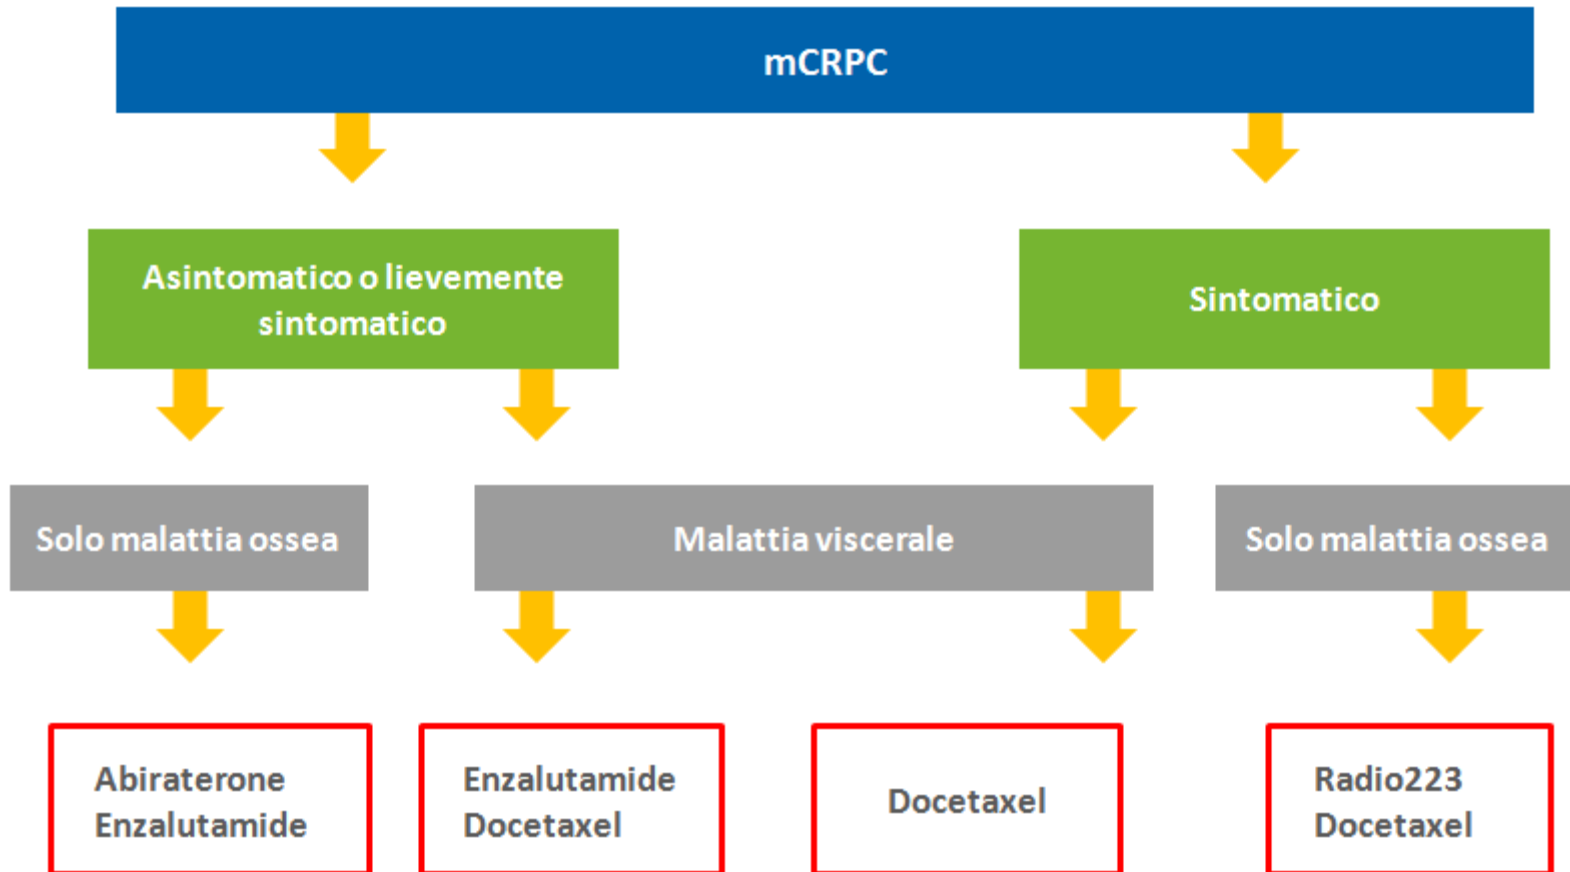 mCRPC
Asintomatico o lievemente
sintomatico
Sintomatico
Solo malattia ossea
Malattia viscerale
Solo malattia ossea
Abiraterone
Enzalutamide
Enzalutamide
Docetaxel
Docetaxel
Radio223
Docetaxel